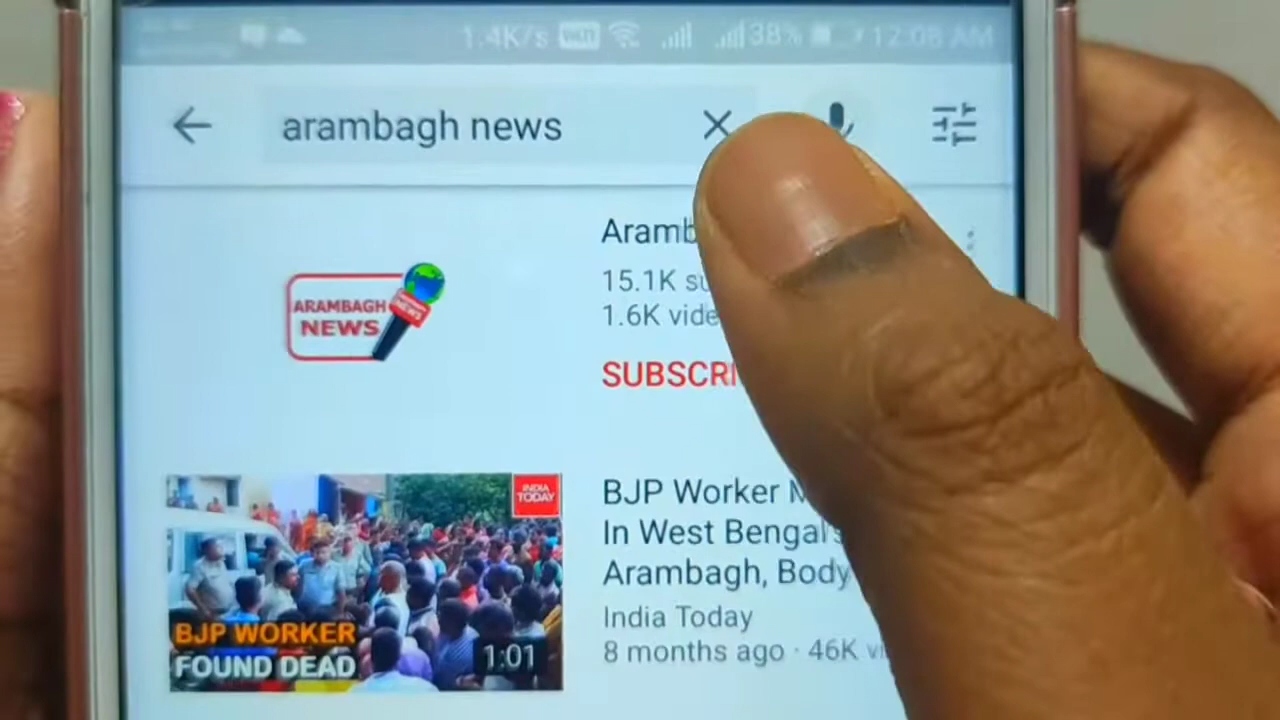 1.4K/s VoLTE 38% 12:08 AM
arambagh news
Aramb
15.1K su
1.6K vide
SUBSCRI
ARAMBAGH
NEWS
NEWS
BJP Worker
In West Bengal's
Arambagh, Body
India Today
8 months ago · 46K vi
INDIA
TODAY
BJP WORKER
FOUND DEAD
1:01